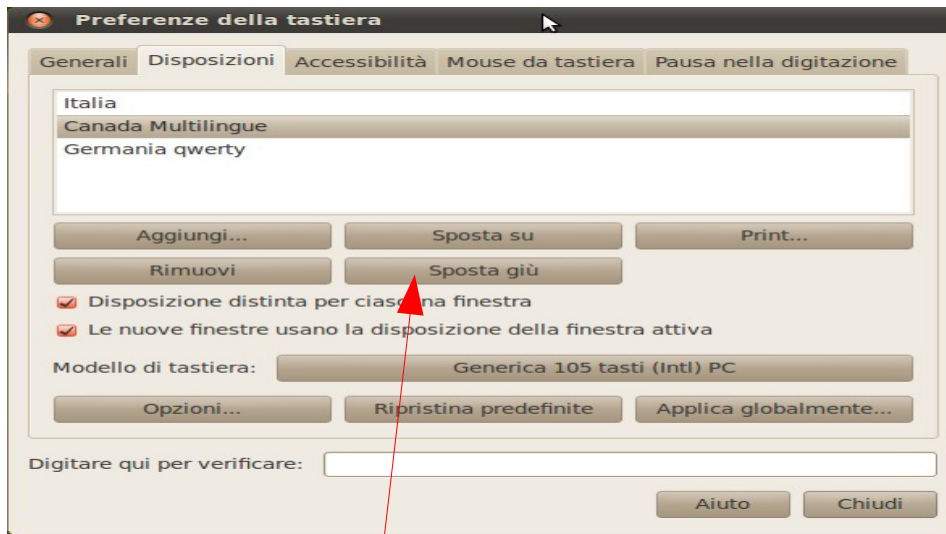 Preferenze della tastiera
Generali Disposizioni Accessibilità Mouse da tastiera Pausa nella digitazione
Italia
Canada Multilingue
Germania qwerty
Aggiungi... Sposta su Print...
Rimuovi Sposta giù
Disposizione distinta per ciascuna finestra
Le nuove finestre usano la disposizione della finestra attiva
Modello di tastiera: Generica 105 tasti (Intl) PC
Opzioni... Ripristina predefinite Applica globalmente...
Digitare qui per verificare:
Aiuto Chiudi